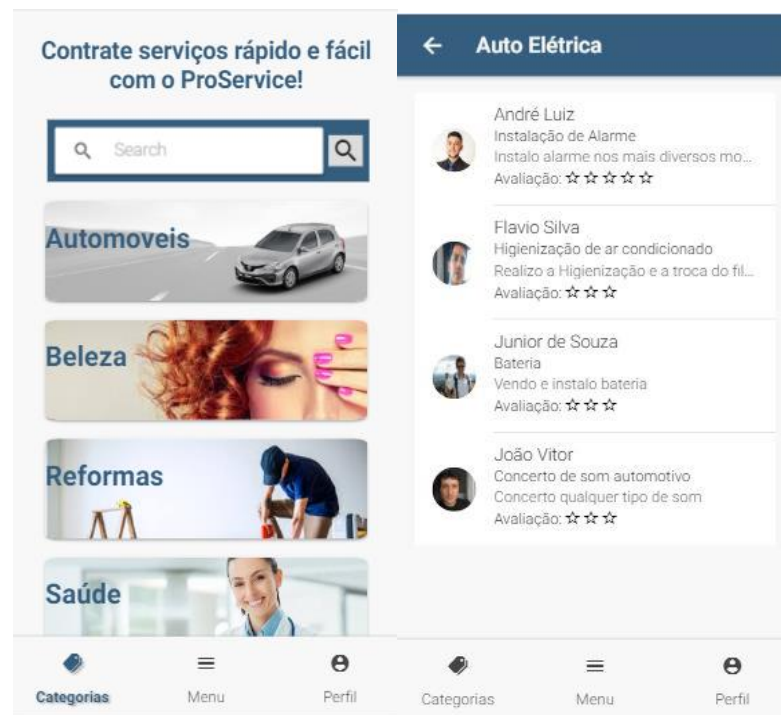 Contrate serviços rápido e fácil
com o ProService!
Search
Automoveis
Beleza
Reformas
Saúde
Categorias
Menu
Perfil
Auto Elétrica
André Luiz
Instalação de Alarme
Instalo alarme nos mais diversos mo...
Avaliação: ☆☆☆☆☆
Flavio Silva
Higienização de ar condicionado
Realizo a Higienização e a troca do fil...
Avaliação: ☆☆☆
Junior de Souza
Bateria
Vendo e instalo bateria
Avaliação: ☆☆☆
João Vitor
Concerto de som automotivo
Concerto qualquer tipo de som
Avaliação: ☆☆☆
Categorias
Menu
Perfil